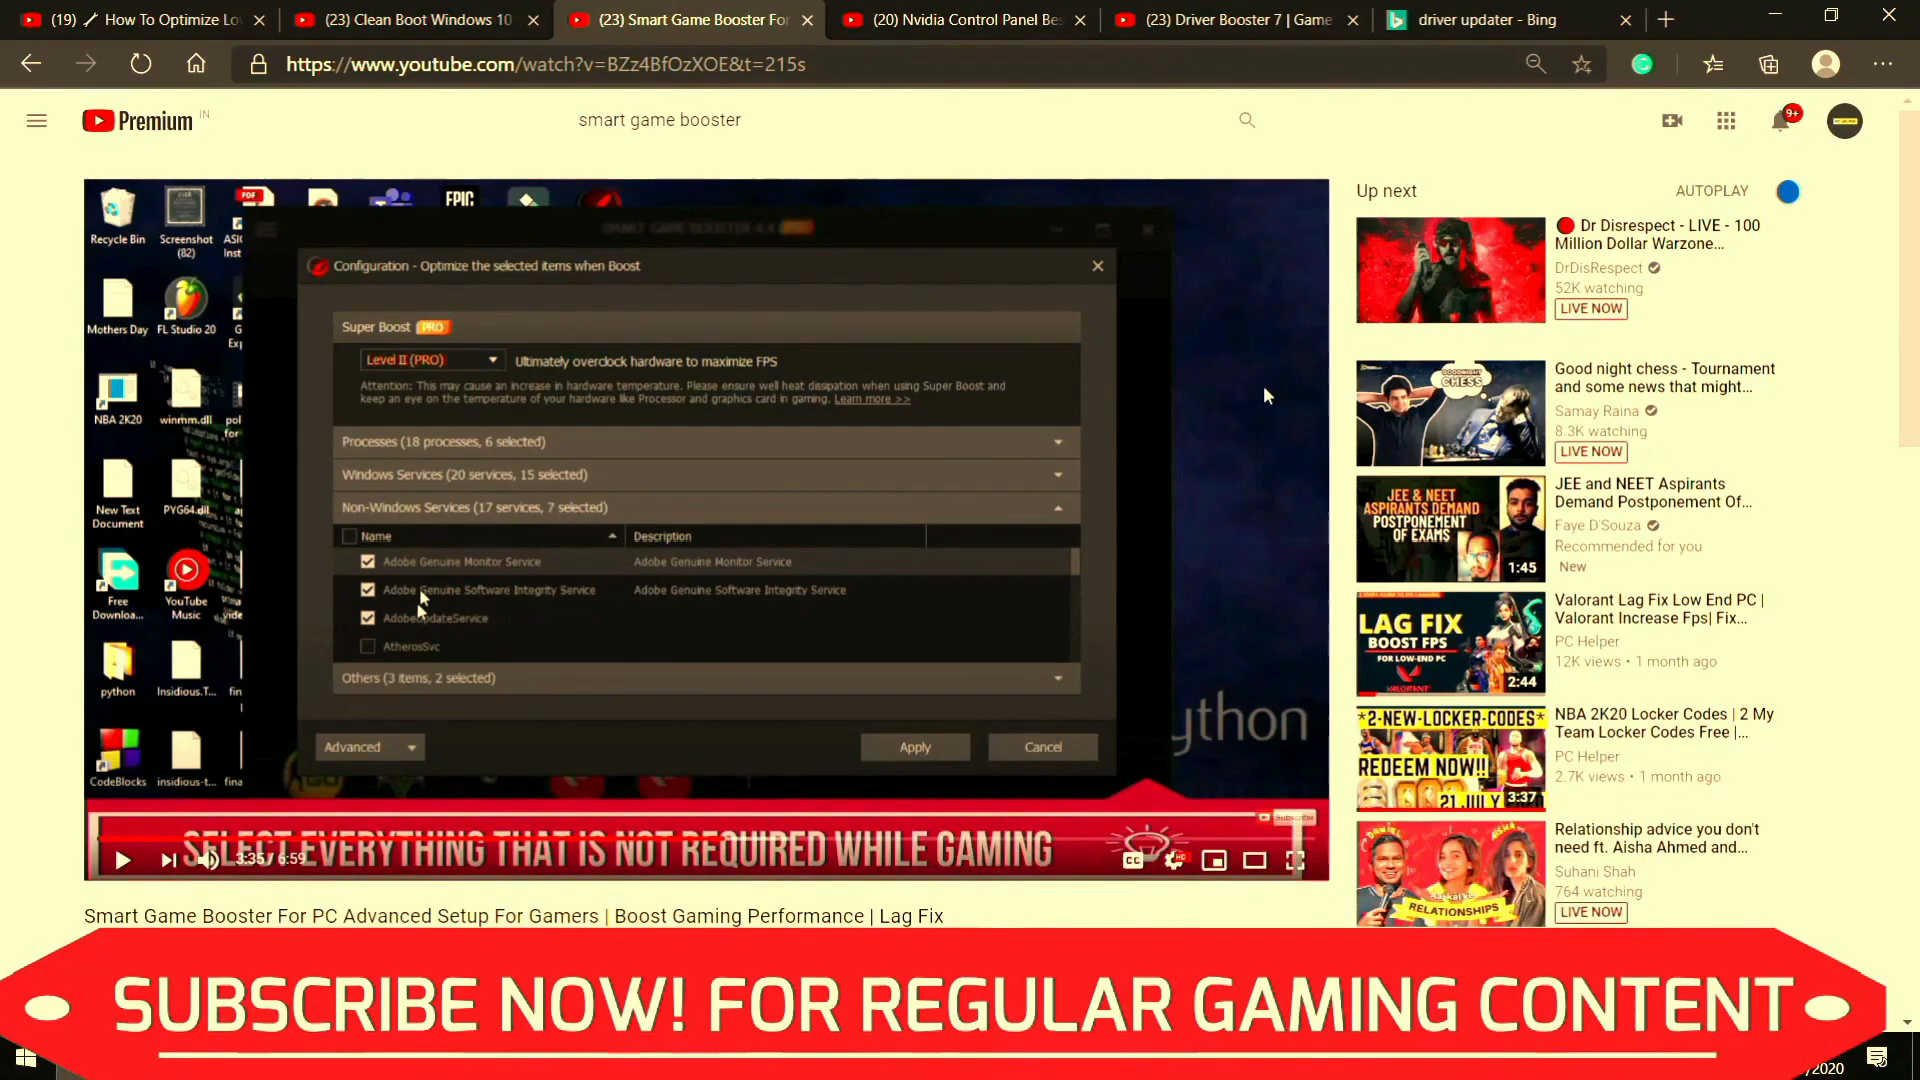 (19) How To Optimize Lo
(23) Clean Boot Windows 10
(23) Smart Game Booster For
(20) Nvidia Control Panel Bes
(23) Driver Booster 7 | Game
driver updater - Bing
https://www.youtube.com/watch?v=BZz4BfOzXOE&t=215s
Premium IN
smart game booster
9+
Recycle Bin
Screenshot (82)
Mothers Day
FL Studio 20
NBA 2K20
winmm.dll
New Text Document
PYG64.dll
Free Downloa...
YouTube Music
python
Insidious.T...
CodeBlocks
insidious-t...
PDF
EPIC
SMART GAME BOOSTER 4.4 PRO
Configuration - Optimize the selected items when Boost
Super Boost PRO
Level II (PRO)
Ultimately overclock hardware to maximize FPS
Attention: This may cause an increase in hardware temperature. Please ensure well heat dissipation when using Super Boost and
keep an eye on the temperature of your hardware like Processor and graphics card in gaming. Learn more >>
Processes (18 processes, 6 selected)
Windows Services (20 services, 15 selected)
Non-Windows Services (17 services, 7 selected)
Name
Description
Adobe Genuine Monitor Service
Adobe Genuine Monitor Service
Adobe Genuine Software Integrity Service
Adobe Genuine Software Integrity Service
AdobeUpdateService
AtherosSvc
Others (3 items, 2 selected)
Advanced
Apply
Cancel
ython
Subscribe
SELECT EVERYTHING THAT IS NOT REQUIRED WHILE GAMING
3:35 / 6:59
CC
HD
Smart Game Booster For PC Advanced Setup For Gamers | Boost Gaming Performance | Lag Fix
Up next
AUTOPLAY
Dr Disrespect - LIVE - 100
Million Dollar Warzone...
DrDisRespect
52K watching
LIVE NOW
GOODNIGHT
CHESS
Good night chess - Tournament
and some news that might...
Samay Raina
8.3K watching
LIVE NOW
JEE & NEET
ASPIRANTS
DEMAND
POSTPONEMENT
OF EXAMS
1:45
JEE and NEET Aspirants
Demand Postponement Of...
Faye D'Souza
Recommended for you
New
LAG FIX
BOOST FPS
FOR LOW-END PC
VALORANT
2:44
Valorant Lag Fix Low End PC |
Valorant Increase Fps| Fix...
PC Helper
12K views • 1 month ago
*2-NEW-LOCKER-CODES*
REDEEM NOW!!
21 JULY
3:37
NBA 2K20 Locker Codes | 2 My
Team Locker Codes Free |...
PC Helper
2.7K views • 1 month ago
RELATIONSHIPS
Relationship advice you don't
need ft. Aisha Ahmed and...
Suhani Shah
764 watching
LIVE NOW
SUBSCRIBE NOW! FOR REGULAR GAMING CONTENT
/2020